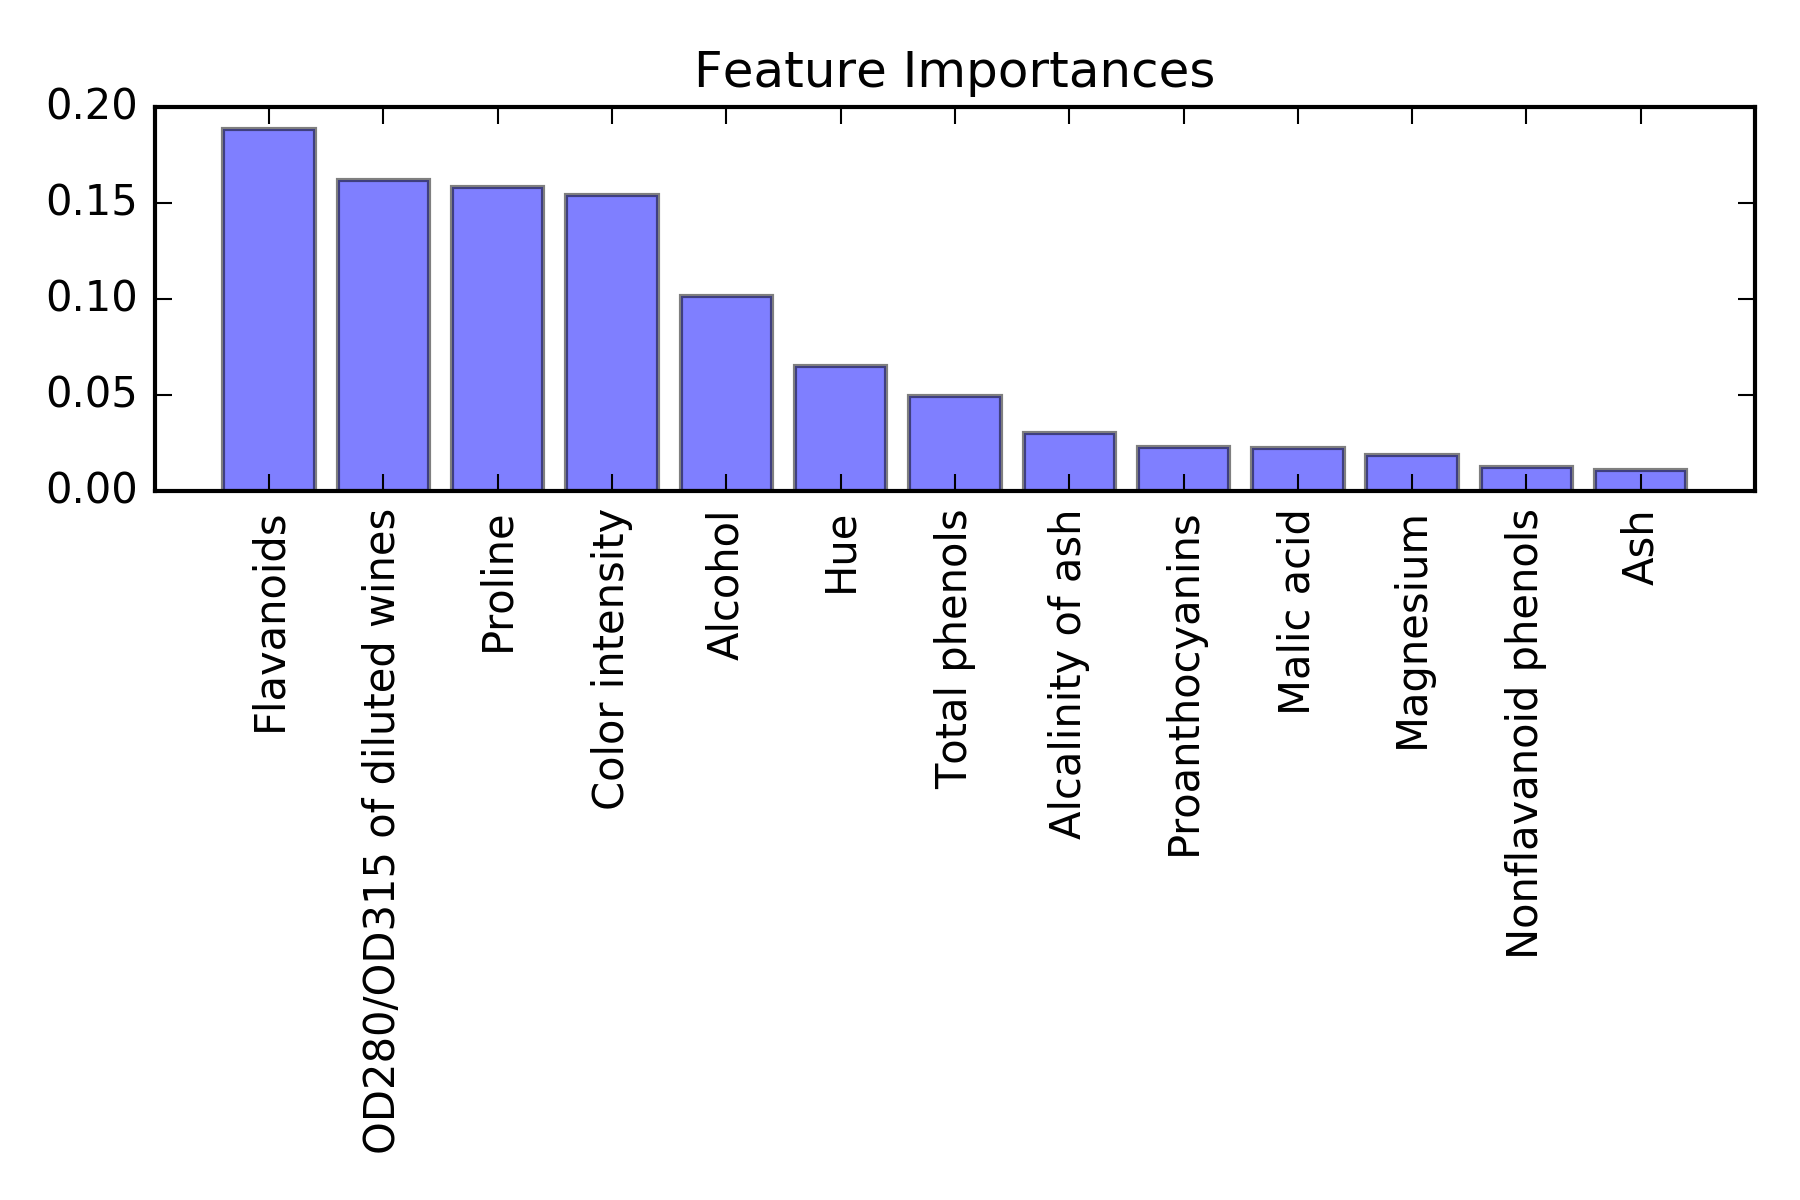 Feature Importances
0.20
0.15
0.10
0.05
0.00
Flavanoids
OD280/OD315 of diluted wines
Proline
Color intensity
Alcohol
Hue
Total phenols
Alcalinity of ash
Proanthocyanins
Malic acid
Magnesium
Nonflavanoid phenols
Ash